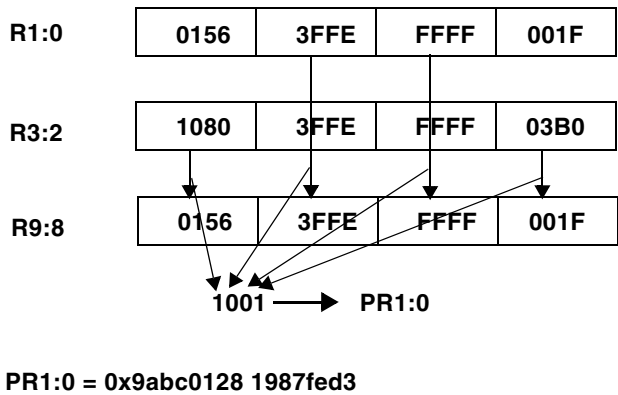 R1:0 0156 3FFE FFFF 001F
R3:2 1080 3FFE FFFF 03B0
R9:8 0156 3FFE FFFF 001F
1001 PR1:0
PR1:0 = 0x9abc0128 1987fed3